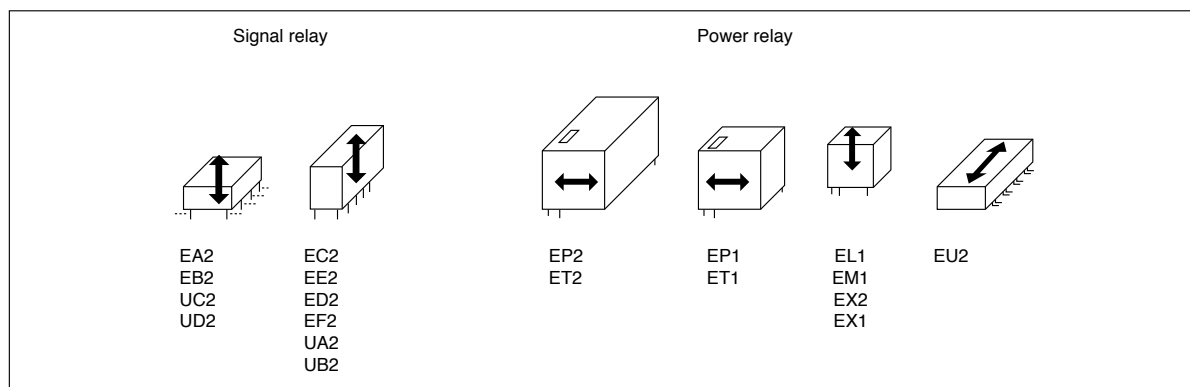 Signal relay
Power relay
EA2
EB2
UC2
UD2
EC2
EE2
ED2
EF2
UA2
UB2
EP2
ET2
EP1
ET1
EL1
EM1
EX2
EX1
EU2